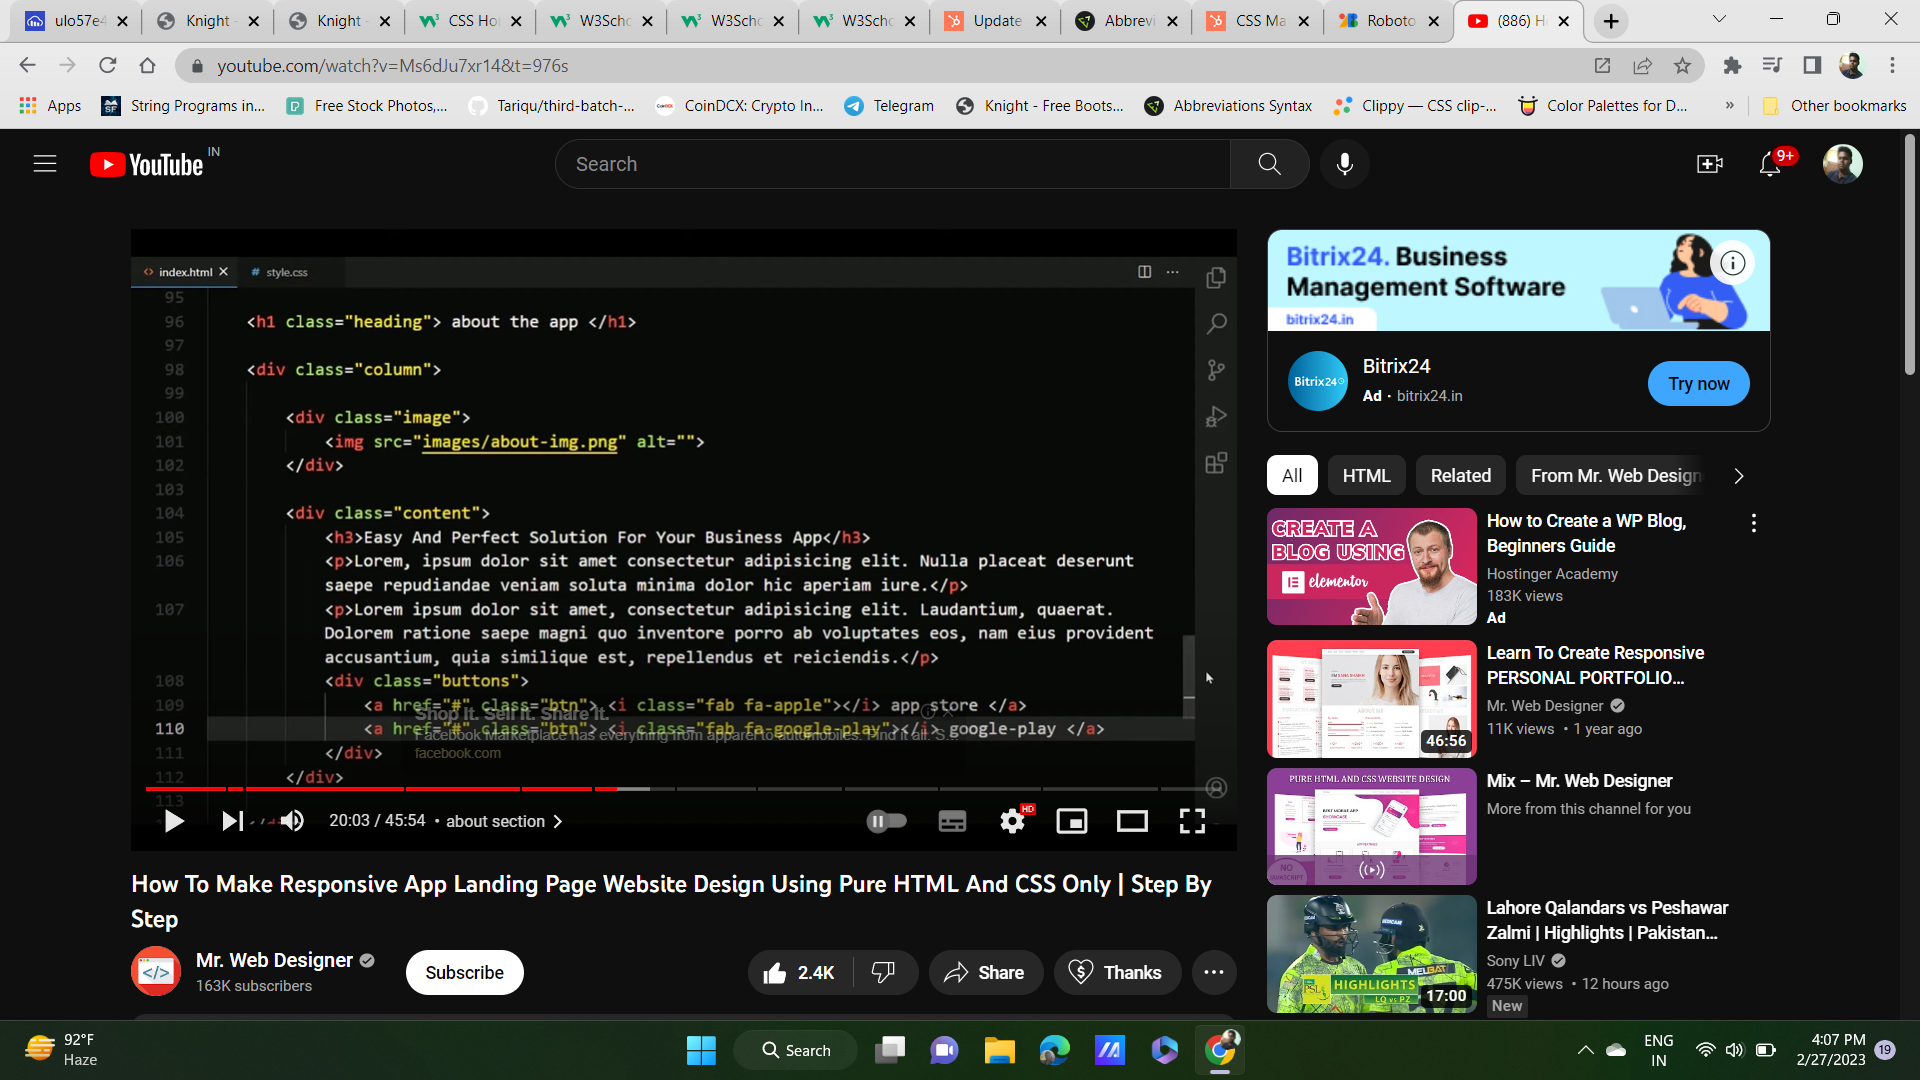 ulo57e4
Knight
Knight
CSS Ho
W3Scho
W3Scho
W3Scho
Update
Abbrevi
CSS Ma
Roboto
(886) H
youtube.com/watch?v=Ms6dJu7xr14&t=976s
Apps
String Programs in...
Free Stock Photos,...
Tariqu/third-batch-...
CoinDCX: Crypto In...
Telegram
Knight - Free Boots...
Abbreviations Syntax
Clippy — CSS clip-...
Color Palettes for D...
»
Other bookmarks
YouTube IN
Search
9+
index.html
# style.css
95
96 <h1 class="heading"> about the app </h1>
97
98 <div class="column">
99
100 <div class="image">
101 <img src="images/about-img.png" alt="">
102 </div>
103
104 <div class="content">
105 <h3>Easy And Perfect Solution For Your Business App</h3>
106 <p>Lorem, ipsum dolor sit amet consectetur adipisicing elit. Nulla placeat deserunt
saepe repudiandae veniam soluta minima dolor hic aperiam iure.</p>
107 <p>Lorem ipsum dolor sit amet, consectetur adipisicing elit. Laudantium, quaerat.
Dolorem ratione saepe magni quo inventore porro ab voluptates eos, nam eius provident
accusantium, quia similique est, repellendus et reiciendis.</p>
108 <div class="buttons">
109 <a href="#" class="btn"> <i class="fab fa-apple"></i> app store </a>
Shop It. Sell It. Share It.
110 <a href="#" class="btn"> <i class="fab fa-google-play"></i> google-play </a>
Facebook Marketplace has everything from apparel to automobiles. Find it all. S...
111 </div>
facebook.com
112 </div>
113
20:03 / 45:54 • about section
HD
How To Make Responsive App Landing Page Website Design Using Pure HTML And CSS Only | Step By
Step
Mr. Web Designer
163K subscribers
Subscribe
2.4K
Share
Thanks
Bitrix24. Business
Management Software
bitrix24.in
Bitrix24
Bitrix24
Ad • bitrix24.in
Try now
All
HTML
Related
From Mr. Web Design
CREATE A
BLOG USING
elementor
How to Create a WP Blog,
Beginners Guide
Hostinger Academy
183K views
Ad
46:56
Learn To Create Responsive
PERSONAL PORTFOLIO...
Mr. Web Designer
11K views • 1 year ago
PURE HTML AND CSS WEBSITE DESIGN
BEST MOBILE APP
SHOWCASE
NO
JAVASCRIPT
Mix – Mr. Web Designer
More from this channel for you
MELBAT
PSL
HIGHLIGHTS
LQ vs PZ
17:00
Lahore Qalandars vs Peshawar
Zalmi | Highlights | Pakistan...
Sony LIV
475K views • 12 hours ago
New
92°F
Haze
Search
ENG
IN
4:07 PM
2/27/2023
19